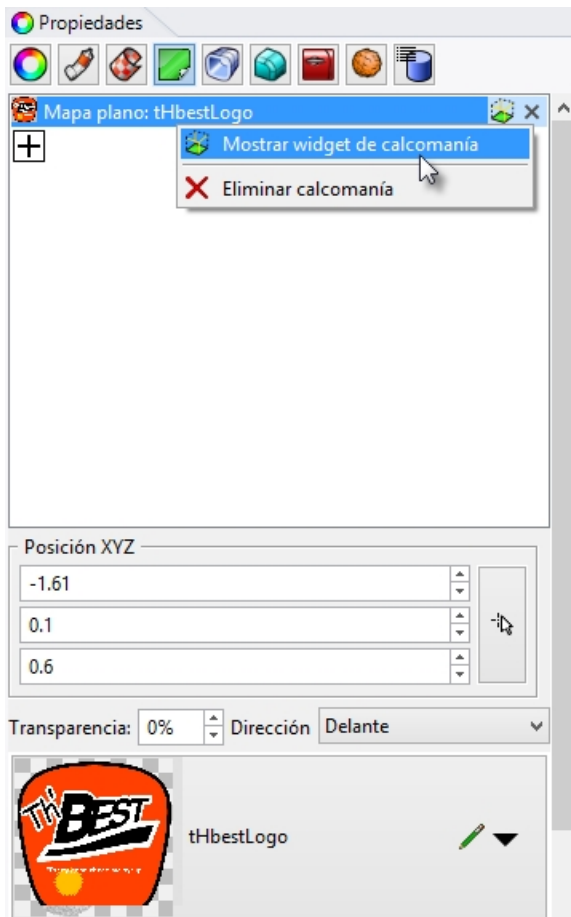 Propiedades
Mapa plano: tHbestLogo
Mostrar widget de calcomanía
Eliminar calcomanía
Posición XYZ
-1.61
0.1
0.6
Transparencia: 0% Dirección Delante
Th'
BEST
tHbestLogo